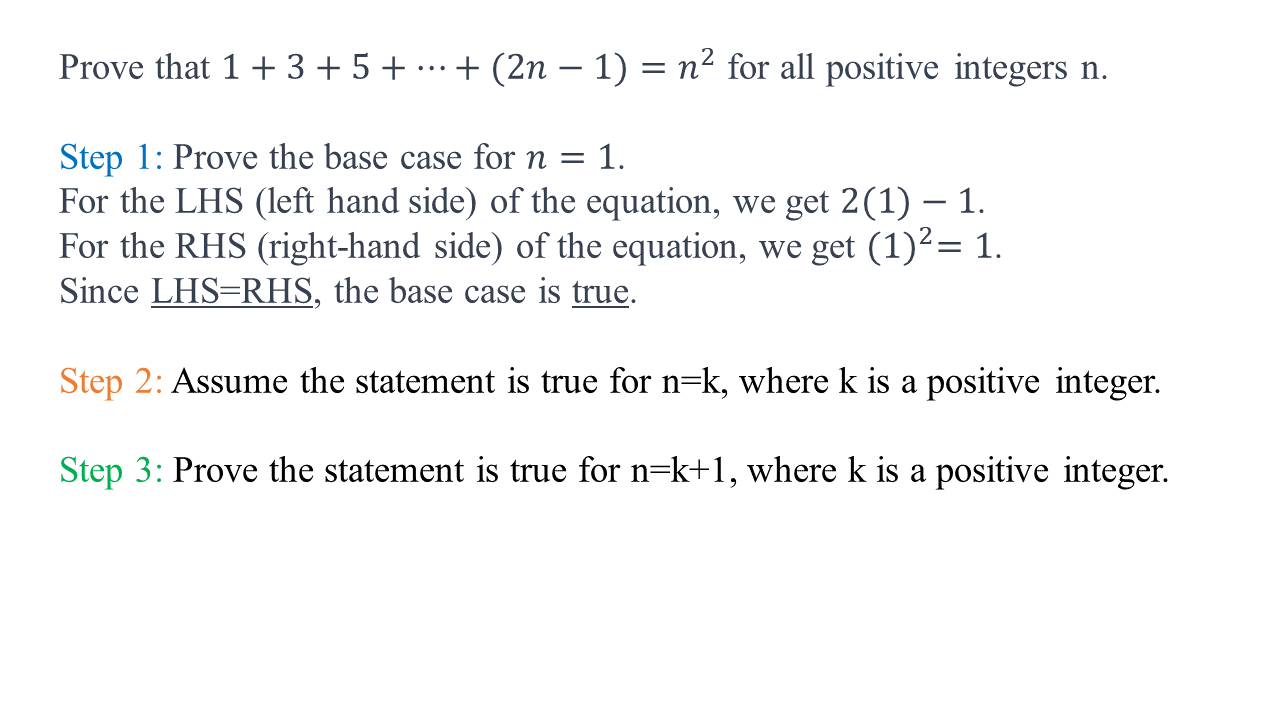 Prove that 1 + 3 + 5 + ⋯ + (2𝑛 − 1) = 𝑛² for all positive integers n.
Step 1: Prove the base case for 𝑛 = 1.
For the LHS (left hand side) of the equation, we get 2(1) − 1.
For the RHS (right-hand side) of the equation, we get (1)²= 1.
Since LHS=RHS, the base case is true.
Step 2: Assume the statement is true for n=k, where k is a positive integer.
Step 3: Prove the statement is true for n=k+1, where k is a positive integer.